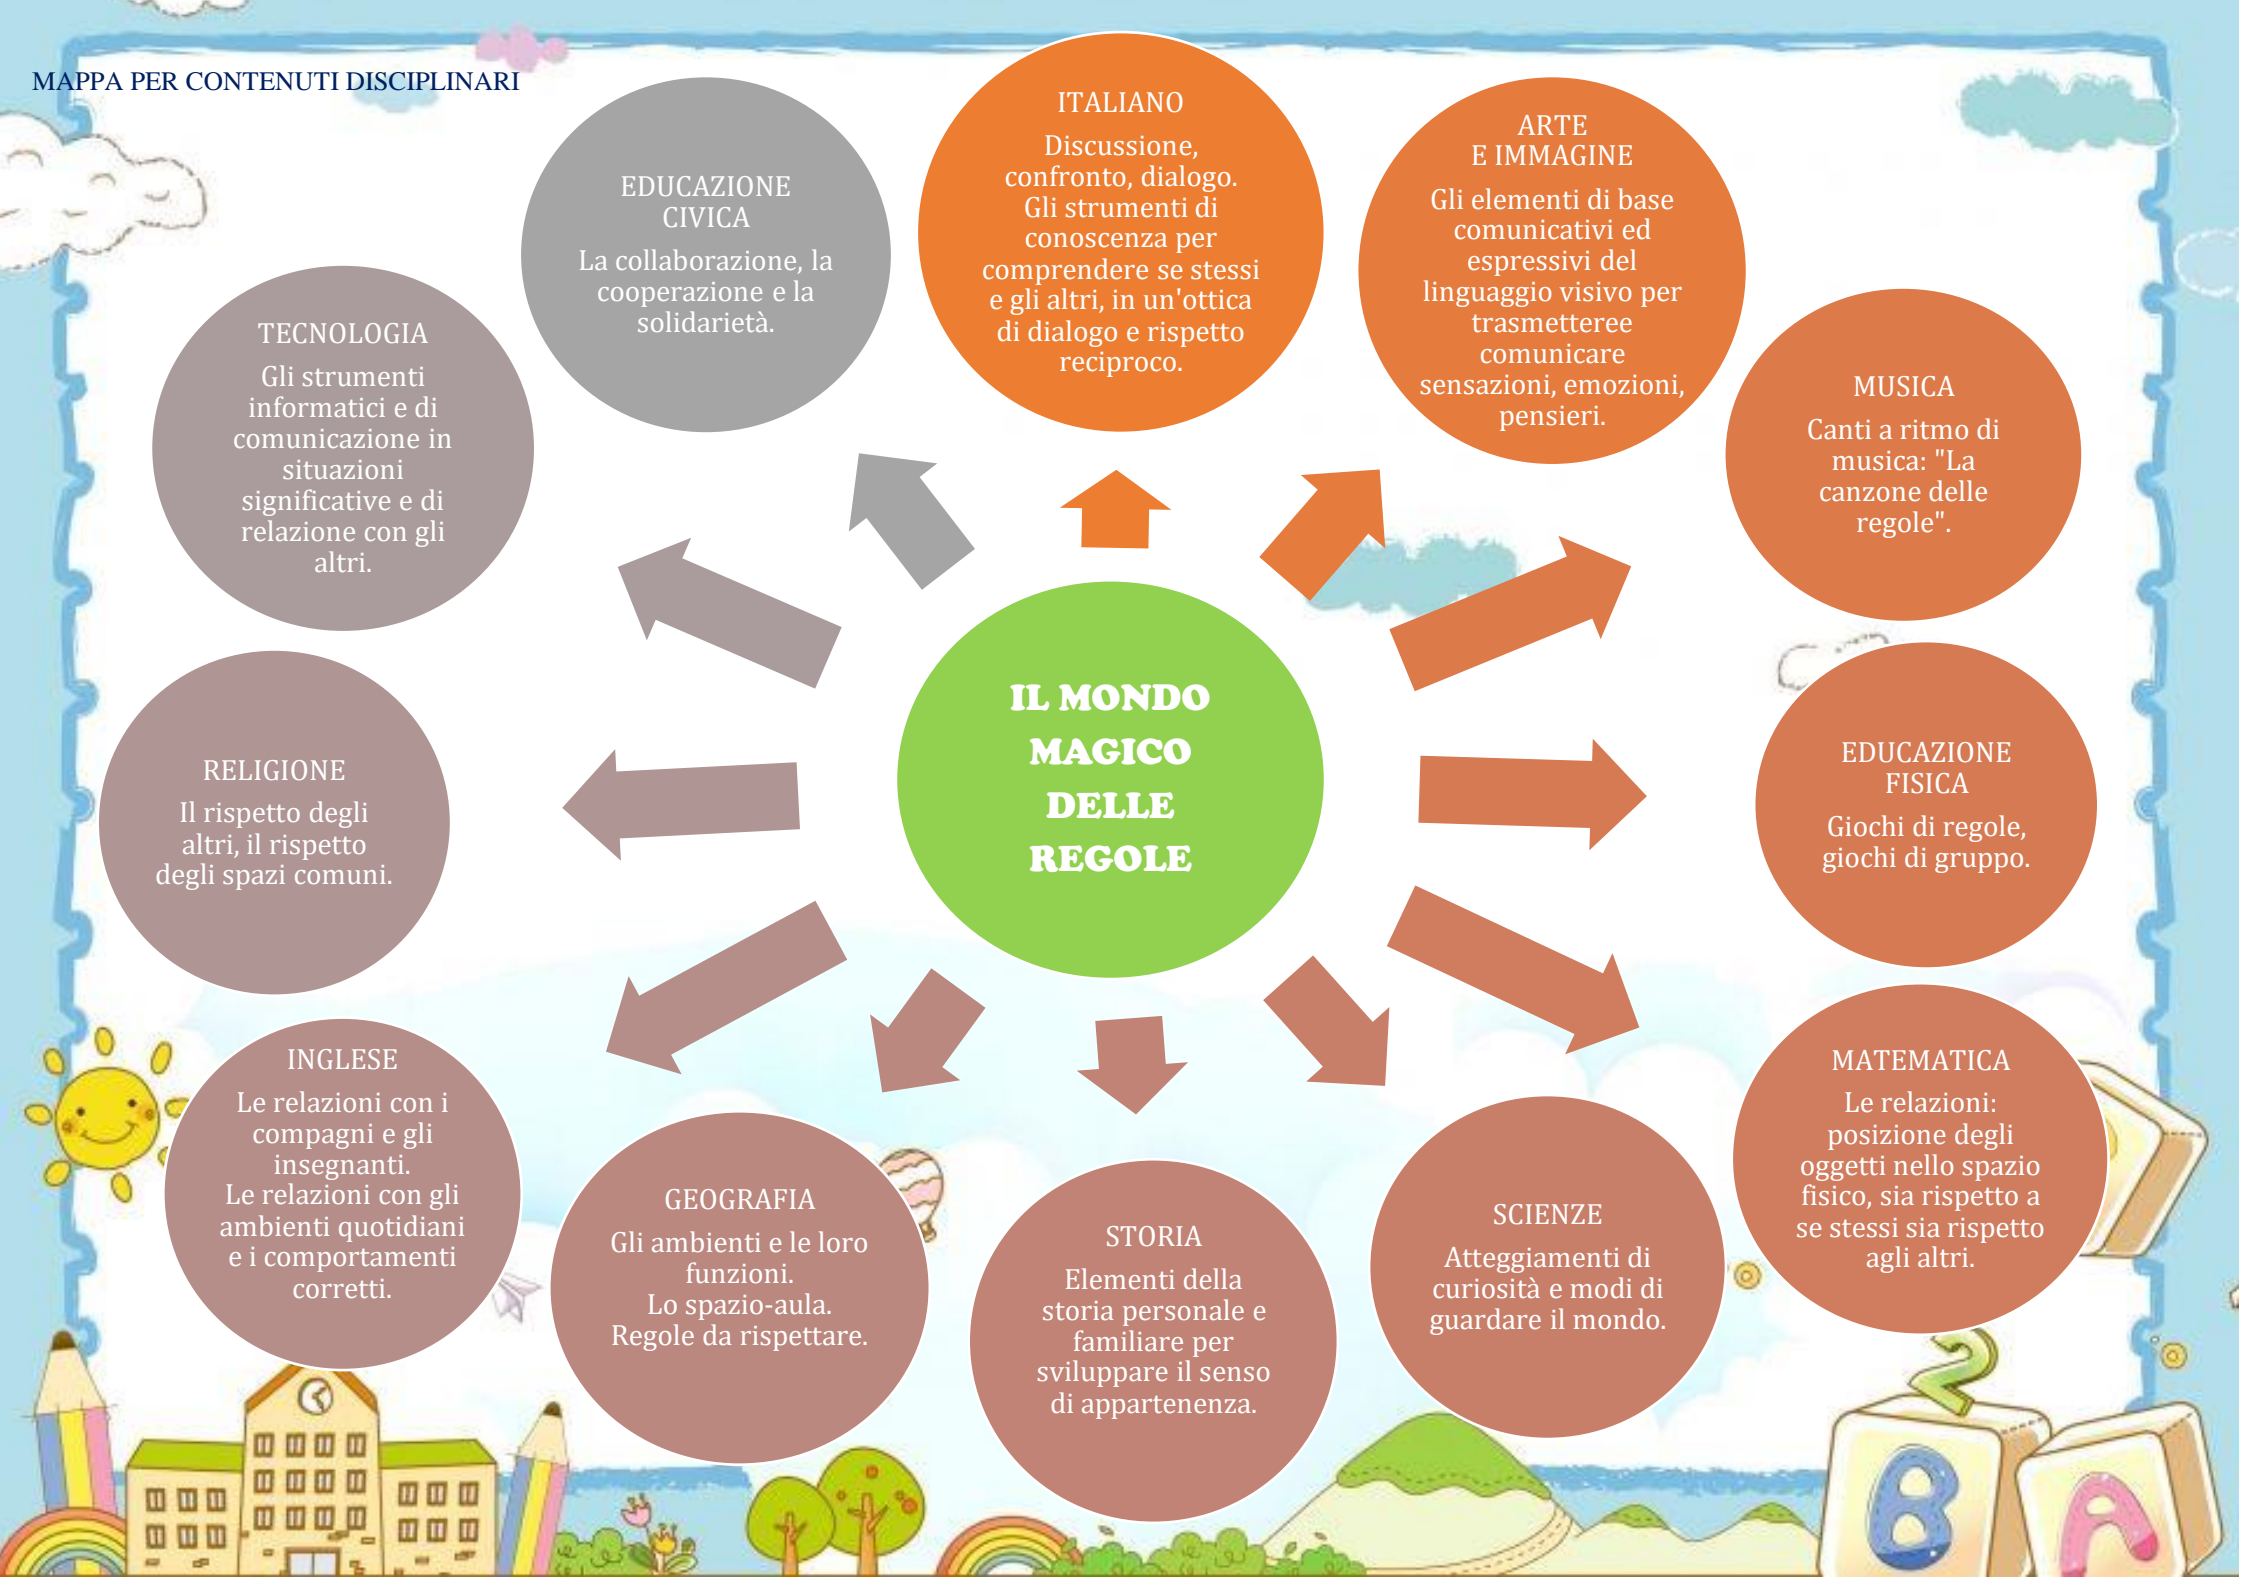 MAPPA PER CONTENUTI DISCIPLINARI
ITALIANO
Discussione,
confronto, dialogo.
Gli strumenti di
conoscenza per
comprendere se stessi
e gli altri, in un'ottica
di dialogo e rispetto
reciproco.
ARTE
E IMMAGINE
Gli elementi di base
comunicativi ed
espressivi del
linguaggio visivo per
trasmetteree
comunicare
sensazioni, emozioni,
pensieri.
MUSICA
Canti a ritmo di
musica: "La
canzone delle
regole".
EDUCAZIONE
FISICA
Giochi di regole,
giochi di gruppo.
MATEMATICA
Le relazioni:
posizione degli
oggetti nello spazio
fisico, sia rispetto a
se stessi sia rispetto
agli altri.
SCIENZE
Atteggiamenti di
curiosità e modi di
guardare il mondo.
STORIA
Elementi della
storia personale e
familiare per
sviluppare il senso
di appartenenza.
GEOGRAFIA
Gli ambienti e le loro
funzioni.
Lo spazio-aula.
Regole da rispettare.
INGLESE
Le relazioni con i
compagni e gli
insegnanti.
Le relazioni con gli
ambienti quotidiani
e i comportamenti
corretti.
RELIGIONE
Il rispetto degli
altri, il rispetto
degli spazi comuni.
TECNOLOGIA
Gli strumenti
informatici e di
comunicazione in
situazioni
significative e di
relazione con gli
altri.
EDUCAZIONE
CIVICA
La collaborazione, la
cooperazione e la
solidarietà.
IL MONDO
MAGICO
DELLE
REGOLE
2
B
A